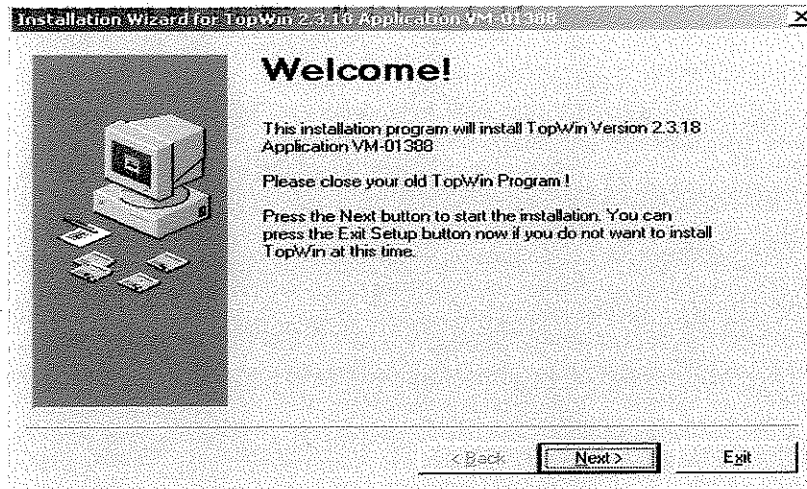 Installation Wizard for TopWin 2.3.18 Application VM-01388
Welcome!
This installation program will install TopWin Version 2.3.18
Application VM-01388
Please close your old TopWin Program !
Press the Next button to start the installation. You can
press the Exit Setup button now if you do not want to install
TopWin at this time.
< Back
Next >
Exit